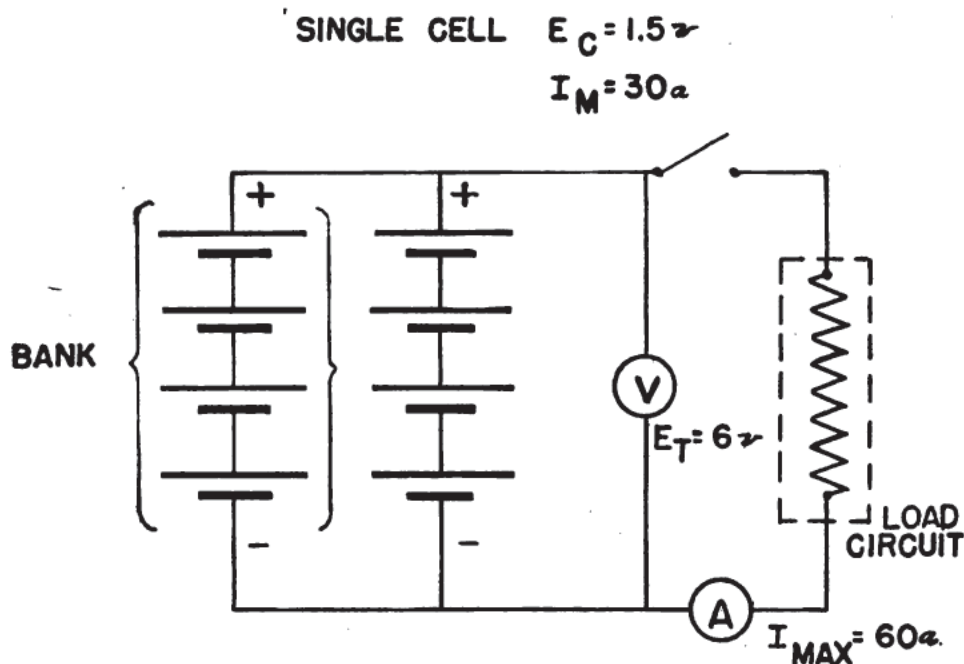 SINGLE CELL E_C = 1.5v
I_M = 30a
+ +
BANK
V
E_T = 6v
- -
LOAD
CIRCUIT
A
I_MAX = 60a.